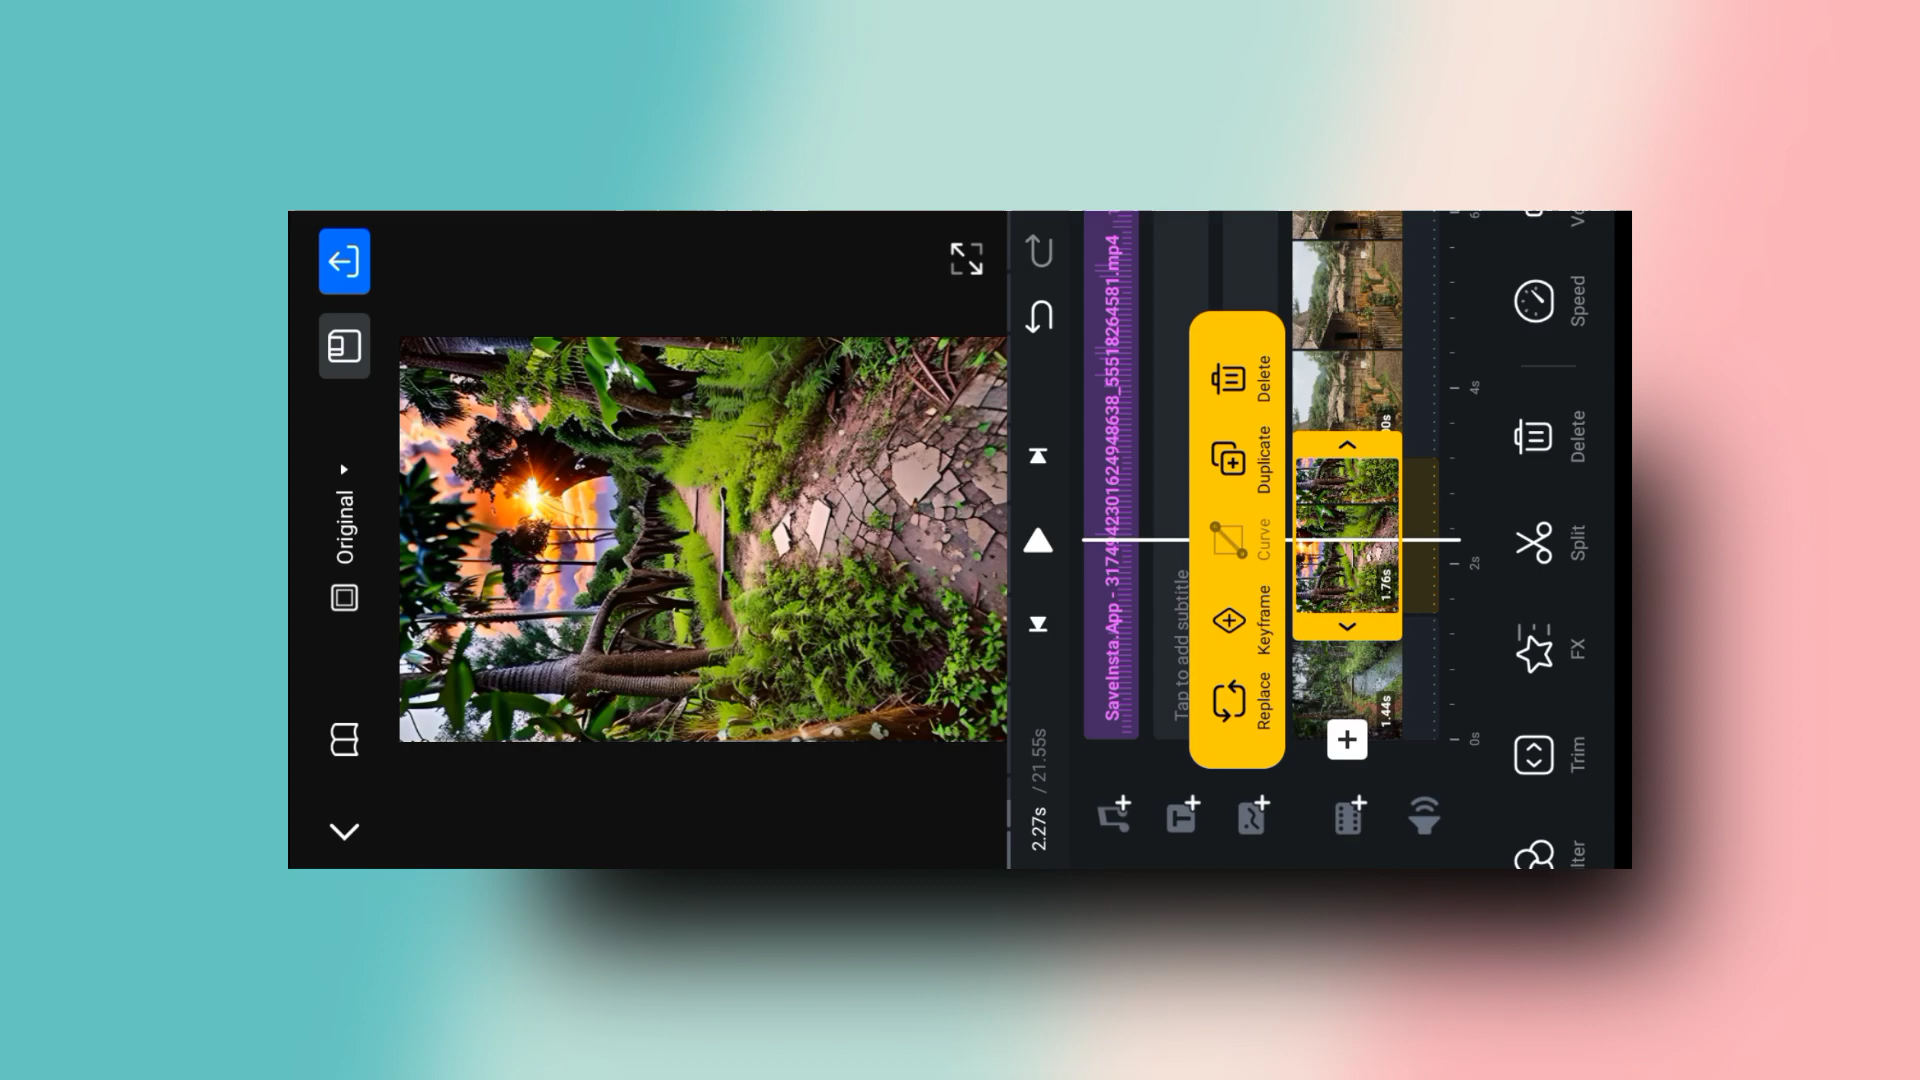 Original
2.27s / 21.55s
SaveInsta.App - 3174942301624948638_55518264581.mp4
Tap to add subtitle
Replace Keyframe Curve Duplicate Delete
1.44s
1.76s
0s 2s 4s
Trim FX Split Delete Speed